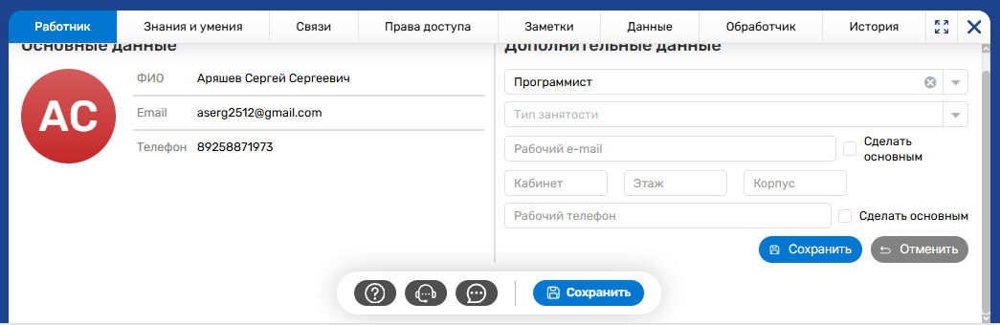 Работник Знания и умения Связи Права доступа Заметки Данные Обработчик История
Основные данные
Дополнительные данные
АС
ФИО Аряшев Сергей Сергеевич
Email aserg2512@gmail.com
Телефон 89258871973
Программист
Тип занятости
Рабочий e-mail
Сделать
основным
Кабинет Этаж Корпус
Рабочий телефон Сделать основным
Сохранить Отменить
Сохранить